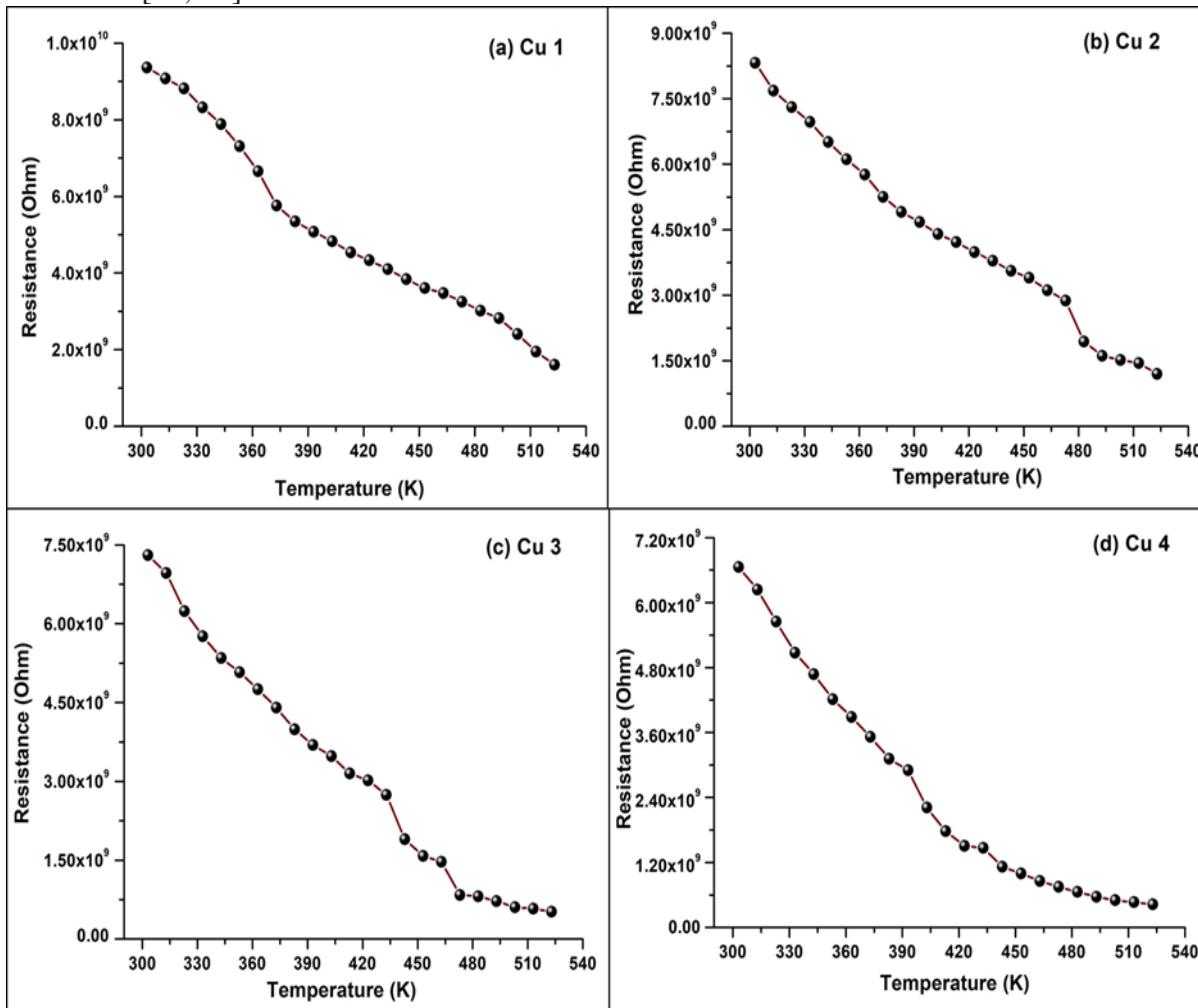 (a) Cu 1
1.0x10¹⁰
8.0x10⁹
6.0x10⁹
4.0x10⁹
2.0x10⁹
0.0
Resistance (Ohm)
300 330 360 390 420 450 480 510 540
Temperature (K)
(b) Cu 2
9.00x10⁹
7.50x10⁹
6.00x10⁹
4.50x10⁹
3.00x10⁹
1.50x10⁹
0.00
Resistance (Ohm)
300 330 360 390 420 450 480 510 540
Temperature (K)
(c) Cu 3
7.50x10⁹
6.00x10⁹
4.50x10⁹
3.00x10⁹
1.50x10⁹
0.00
Resistance (Ohm)
300 330 360 390 420 450 480 510 540
Temperature (K)
(d) Cu 4
7.20x10⁹
6.00x10⁹
4.80x10⁹
3.60x10⁹
2.40x10⁹
1.20x10⁹
0.00
Resistance (Ohm)
300 330 360 390 420 450 480 510 540
Temperature (K)